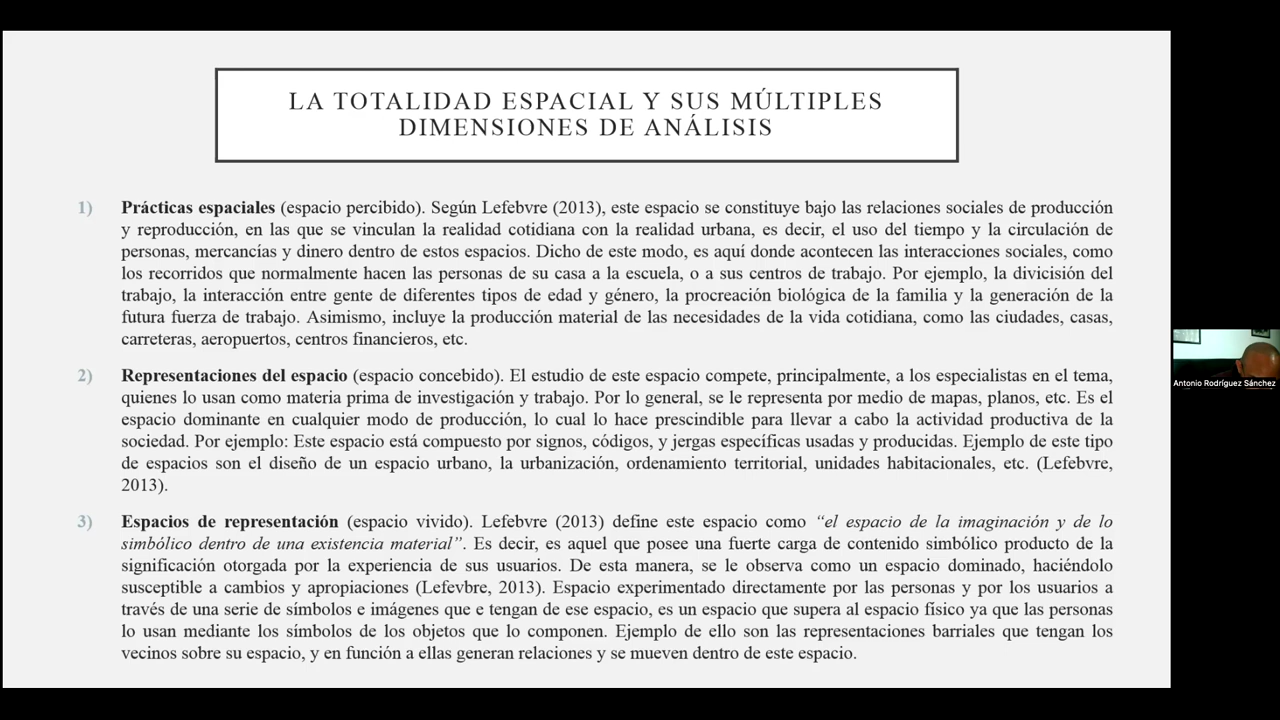 LA TOTALIDAD ESPACIAL Y SUS MÚLTIPLES
DIMENSIONES DE ANÁLISIS
1) Prácticas espaciales (espacio percibido). Según Lefebvre (2013), este espacio se constituye bajo las relaciones sociales de producción
y reproducción, en las que se vinculan la realidad cotidiana con la realidad urbana, es decir, el uso del tiempo y la circulación de
personas, mercancías y dinero dentro de estos espacios. Dicho de este modo, es aquí donde acontecen las interacciones sociales, como
los recorridos que normalmente hacen las personas de su casa a la escuela, o a sus centros de trabajo. Por ejemplo, la divicisión del
trabajo, la interacción entre gente de diferentes tipos de edad y género, la procreación biológica de la familia y la generación de la
futura fuerza de trabajo. Asimismo, incluye la producción material de las necesidades de la vida cotidiana, como las ciudades, casas,
carreteras, aeropuertos, centros financieros, etc.
2) Representaciones del espacio (espacio concebido). El estudio de este espacio compete, principalmente, a los especialistas en el tema,
quienes lo usan como materia prima de investigación y trabajo. Por lo general, se le representa por medio de mapas, planos, etc. Es el
espacio dominante en cualquier modo de producción, lo cual lo hace prescindible para llevar a cabo la actividad productiva de la
sociedad. Por ejemplo: Este espacio está compuesto por signos, códigos, y jergas específicas usadas y producidas. Ejemplo de este tipo
de espacios son el diseño de un espacio urbano, la urbanización, ordenamiento territorial, unidades habitacionales, etc. (Lefebvre,
2013).
3) Espacios de representación (espacio vivido). Lefebvre (2013) define este espacio como “el espacio de la imaginación y de lo
simbólico dentro de una existencia material”. Es decir, es aquel que posee una fuerte carga de contenido simbólico producto de la
significación otorgada por la experiencia de sus usuarios. De esta manera, se le observa como un espacio dominado, haciéndolo
susceptible a cambios y apropiaciones (Lefevbre, 2013). Espacio experimentado directamente por las personas y por los usuarios a
través de una serie de símbolos e imágenes que e tengan de ese espacio, es un espacio que supera al espacio físico ya que las personas
lo usan mediante los símbolos de los objetos que lo componen. Ejemplo de ello son las representaciones barriales que tengan los
vecinos sobre su espacio, y en función a ellas generan relaciones y se mueven dentro de este espacio.
Antonio Rodríguez Sánchez